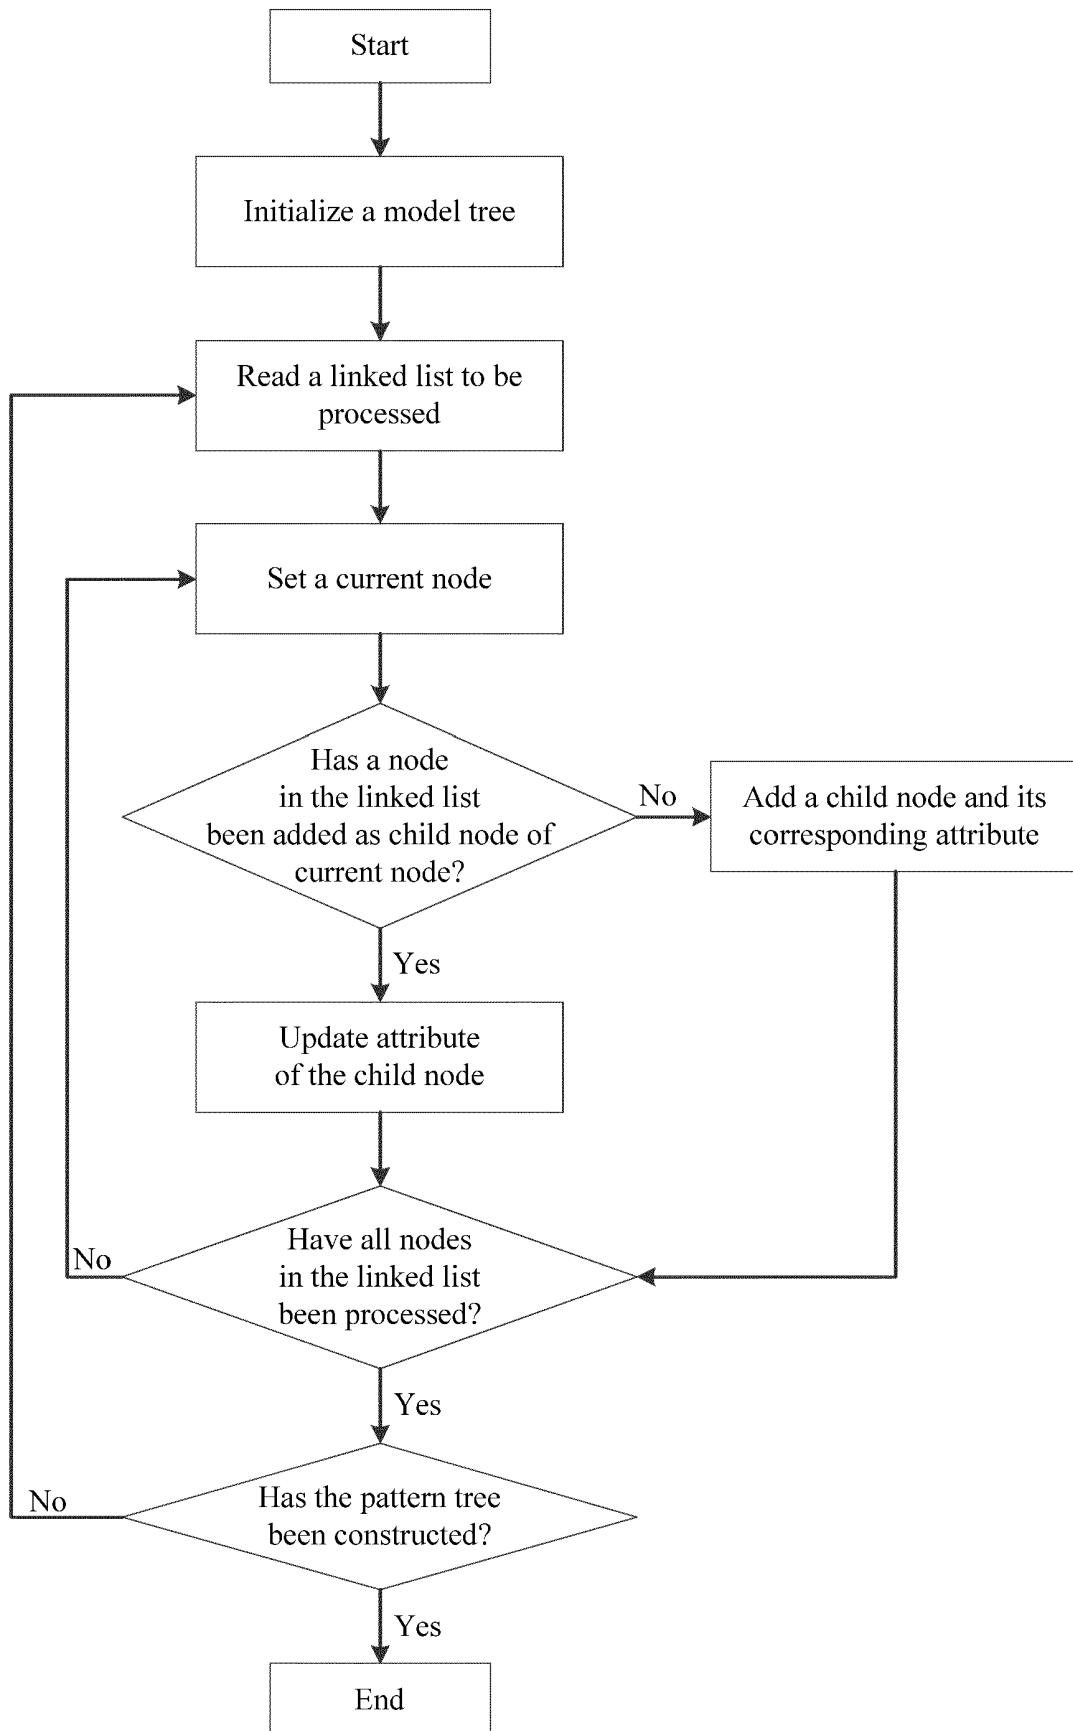 Start
Initialize a model tree
Read a linked list to be
processed
Set a current node
Has a node
in the linked list
been added as child node of
current node?
No
Add a child node and its
corresponding attribute
Yes
Update attribute
of the child node
Have all nodes
in the linked list
been processed?
No
Yes
Has the pattern tree
been constructed?
No
Yes
End